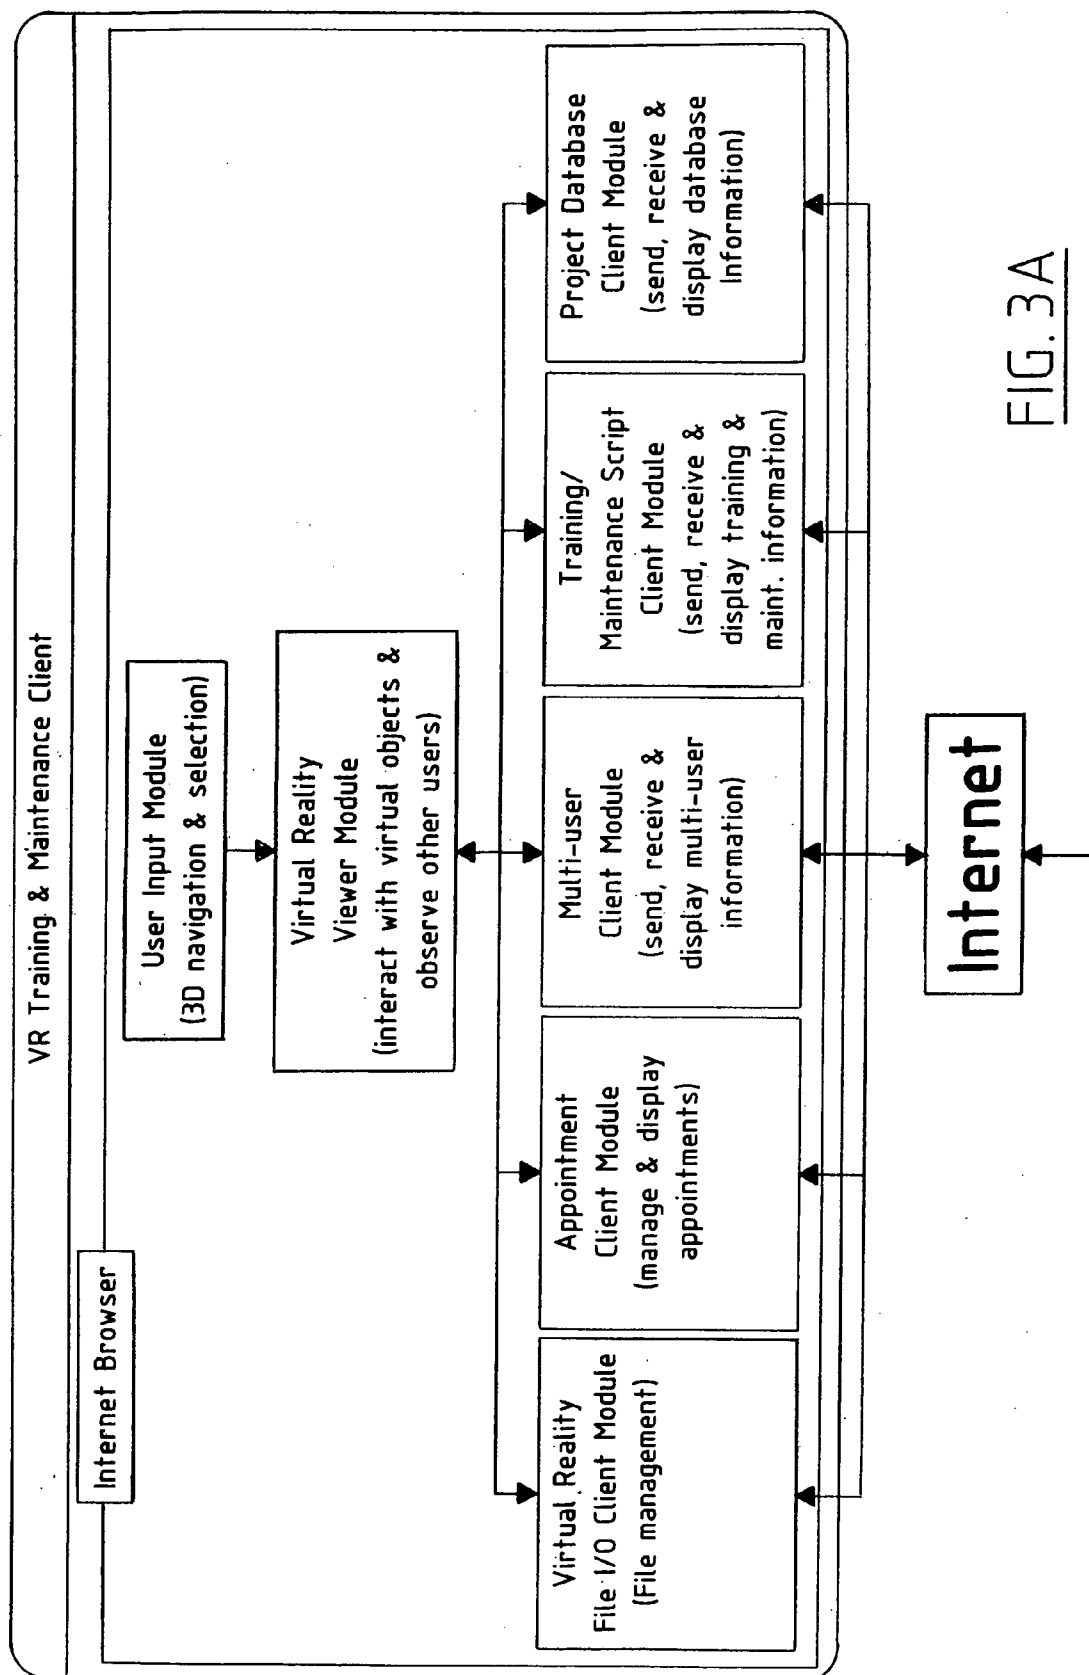 VR Training & Maintenance Client
Internet Browser
User Input Module
(3D navigation & selection)
Virtual Reality
Viewer Module
(interact with virtual objects &
observe other users)
Virtual Reality
File I/O Client Module
(File management)
Appointment
Client Module
(manage & display
appointments)
Multi-user
Client Module
(send, receive &
display multi-user
information)
Training/
Maintenance Script
Client Module
(send, receive &
display training &
maint. information)
Project Database
Client Module
(send, receive &
display database
Information)
Internet
FIG. 3A